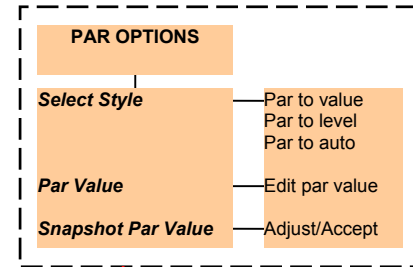 PAR OPTIONS
Select Style
Par to value
Par to level
Par to auto
Par Value
Edit par value
Snapshot Par Value
Adjust/Accept